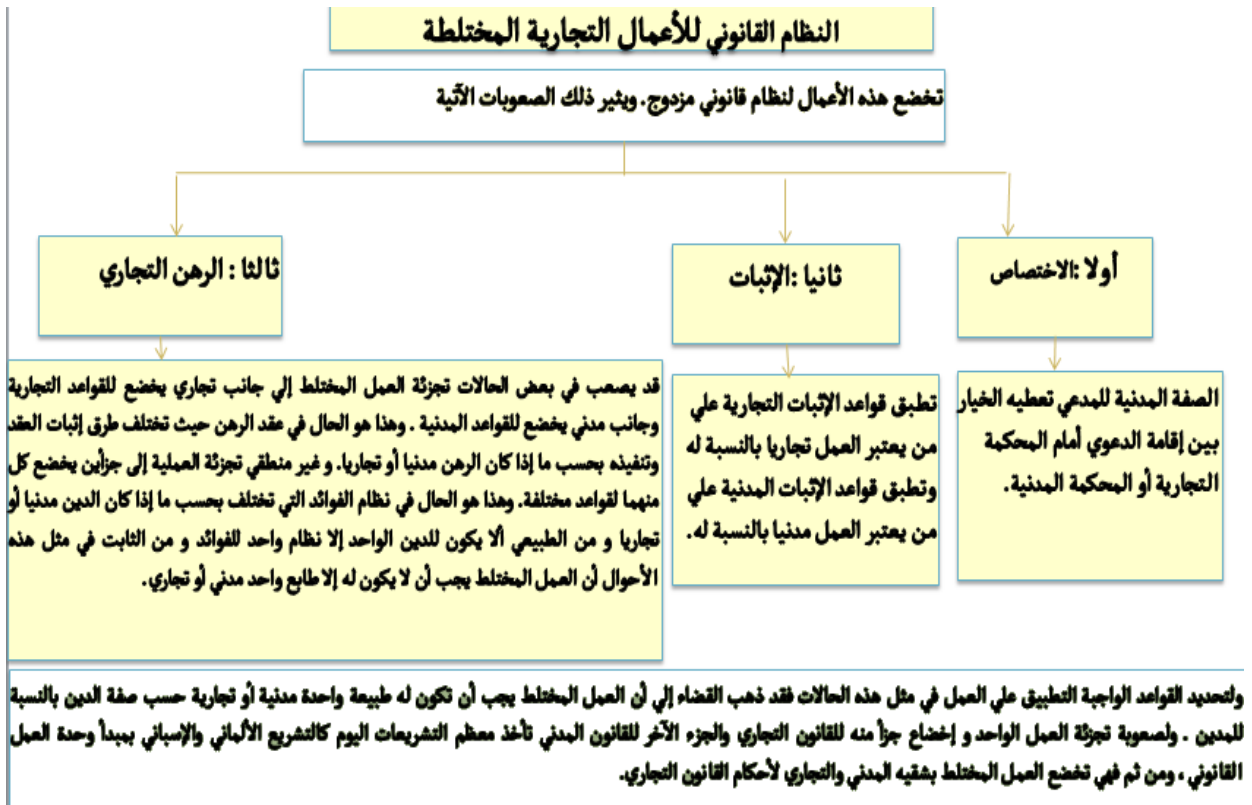 النظام القانوني للأعمال التجارية المختلطة
تخضع هذه الأعمال لنظام قانوني مزدوج. ويثير ذلك الصعوبات الآتية
أولا :الاختصاص
الصفة المدنية للمدعي تعطيه الخيار
بين إقامة الدعوي أمام المحكمة
التجارية أو المحكمة المدنية.
ثانيا :الإثبات
تطبق قواعد الإثبات التجارية علي
من يعتبر العمل تجاريا بالنسبة له
وتطبق قواعد الإثبات المدنية علي
من يعتبر العمل مدنيا بالنسبة له.
ثالثا : الرهن التجاري
قد يصعب في بعض الحالات تجزئة العمل المختلط إلي جانب تجاري يخضع للقواعد التجارية
وجانب مدني يخضع للقواعد المدنية . وهذا هو الحال في عقد الرهن حيث تختلف طرق إثبات العقد
وتنفيذه بحسب ما إذا كان الرهن مدنيا أو تجاريا. و غير منطقي تجزئة العملية إلى جزأين يخضع كل
منهما لقواعد مختلفة. وهذا هو الحال في نظام الفوائد التي تختلف بحسب ما إذا كان الدين مدنيا أو
تجاريا و من الطبيعي ألا يكون للدين الواحد إلا نظام واحد للفوائد و من الثابت في مثل هذه
الأحوال أن العمل المختلط يجب أن لا يكون له إلا طابع واحد مدني أو تجاري.
ولتحديد القواعد الواجبة التطبيق علي العمل في مثل هذه الحالات فقد ذهب القضاء إلي أن العمل المختلط يجب أن تكون له طبيعة واحدة مدنية أو تجارية حسب صفة الدين بالنسبة
للمدين . ولصعوبة تجزئة العمل الواحد و إخضاع جزأ منه للقانون التجاري والجزء الآخر للقانون المدني تأخذ معظم التشريعات اليوم كالتشريع الألماني والإسباني بمبدأ وحدة العمل
القانوني ، ومن ثم فهي تخضع العمل المختلط بشقيه المدني والتجاري لأحكام القانون التجاري.